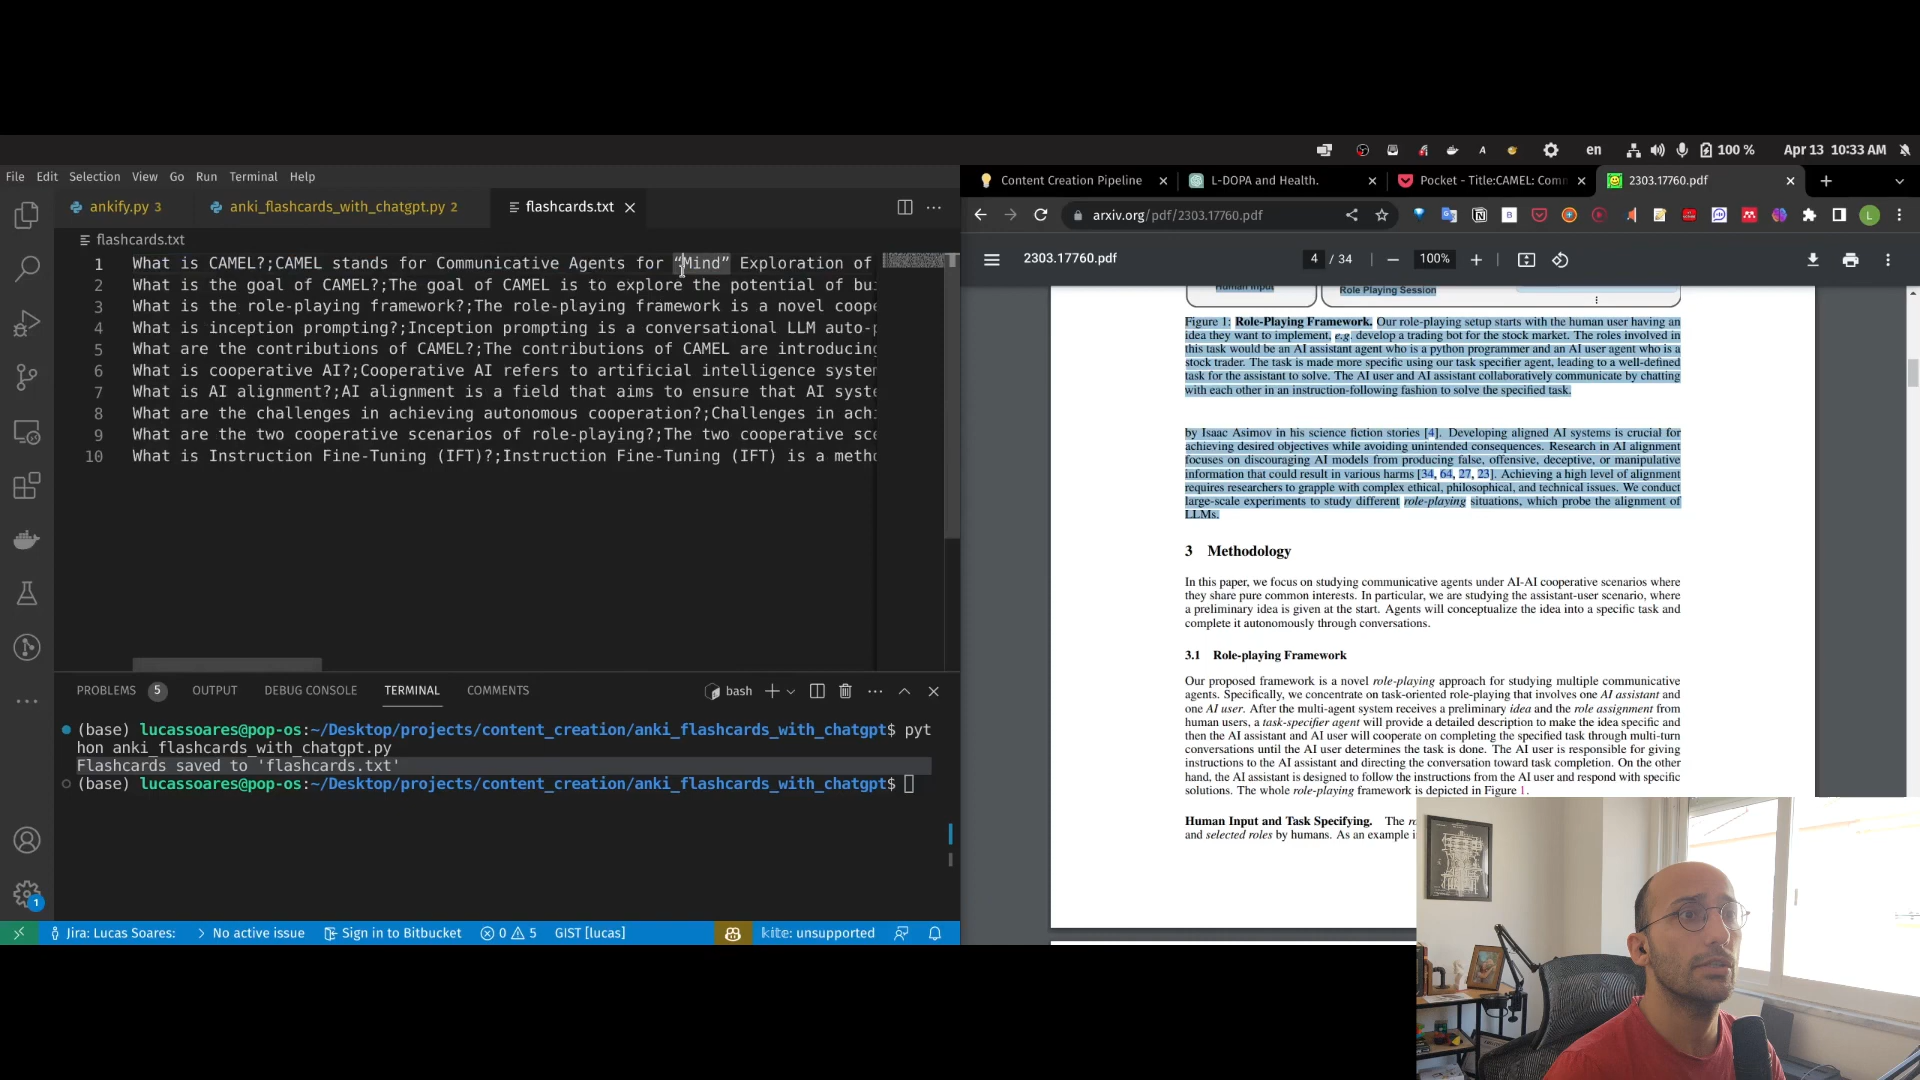 en
100 %
Apr 13 10:33 AM
File Edit Selection View Go Run Terminal Help
ankify.py 3
anki_flashcards_with_chatgpt.py 2
flashcards.txt
flashcards.txt
1 What is CAMEL?;CAMEL stands for Communicative Agents for “Mind” Exploration of
2 What is the goal of CAMEL?;The goal of CAMEL is to explore the potential of bui
3 What is the role-playing framework?;The role-playing framework is a novel coope
4 What is inception prompting?;Inception prompting is a conversational LLM auto-p
5 What are the contributions of CAMEL?;The contributions of CAMEL are introducing
6 What is cooperative AI?;Cooperative AI refers to artificial intelligence system
7 What is AI alignment?;AI alignment is a field that aims to ensure that AI syste
8 What are the challenges in achieving autonomous cooperation?;Challenges in achi
9 What are the two cooperative scenarios of role-playing?;The two cooperative sce
10 What is Instruction Fine-Tuning (IFT)?;Instruction Fine-Tuning (IFT) is a metho
PROBLEMS 5 OUTPUT DEBUG CONSOLE TERMINAL COMMENTS
bash
(base) lucassoares@pop-os:~/Desktop/projects/content_creation/anki_flashcards_with_chatgpt$ pyt
hon anki_flashcards_with_chatgpt.py
Flashcards saved to 'flashcards.txt'
(base) lucassoares@pop-os:~/Desktop/projects/content_creation/anki_flashcards_with_chatgpt$
1
Jira: Lucas Soares: No active issue Sign in to Bitbucket 0 5 GIST [lucas] kite: unsupported
Content Creation Pipeline
L-DOPA and Health.
Pocket - Title:CAMEL: Com
2303.17760.pdf
arxiv.org/pdf/2303.17760.pdf
L
2303.17760.pdf
4 / 34
100%
Human Input
Role Playing Session
Figure 1: Role-Playing Framework. Our role-playing setup starts with the human user having an
idea they want to implement, e.g. develop a trading bot for the stock market. The roles involved in
this task would be an AI assistant agent who is a python programmer and an AI user agent who is a
stock trader. The task is made more specific using our task specifier agent, leading to a well-defined
task for the assistant to solve. The AI user and AI assistant collaboratively communicate by chatting
with each other in an instruction-following fashion to solve the specified task.
by Isaac Asimov in his science fiction stories [4]. Developing aligned AI systems is crucial for
achieving desired objectives while avoiding unintended consequences. Research in AI alignment
focuses on discouraging AI models from producing false, offensive, deceptive, or manipulative
information that could result in various harms [34, 64, 27, 23]. Achieving a high level of alignment
requires researchers to grapple with complex ethical, philosophical, and technical issues. We conduct
large-scale experiments to study different role-playing situations, which probe the alignment of
LLMs.
3 Methodology
In this paper, we focus on studying communicative agents under AI-AI cooperative scenarios where
they share pure common interests. In particular, we are studying the assistant-user scenario, where
a preliminary idea is given at the start. Agents will conceptualize the idea into a specific task and
complete it autonomously through conversations.
3.1 Role-playing Framework
Our proposed framework is a novel role-playing approach for studying multiple communicative
agents. Specifically, we concentrate on task-oriented role-playing that involves one AI assistant and
one AI user. After the multi-agent system receives a preliminary idea and the role assignment from
human users, a task-specifier agent will provide a detailed description to make the idea specific and
then the AI assistant and AI user will cooperate on completing the specified task through multi-turn
conversations until the AI user determines the task is done. The AI user is responsible for giving
instructions to the AI assistant and directing the conversation toward task completion. On the other
hand, the AI assistant is designed to follow the instructions from the AI user and respond with specific
solutions. The whole role-playing framework is depicted in Figure 1.
Human Input and Task Specifying. The
and selected roles by humans. As an example